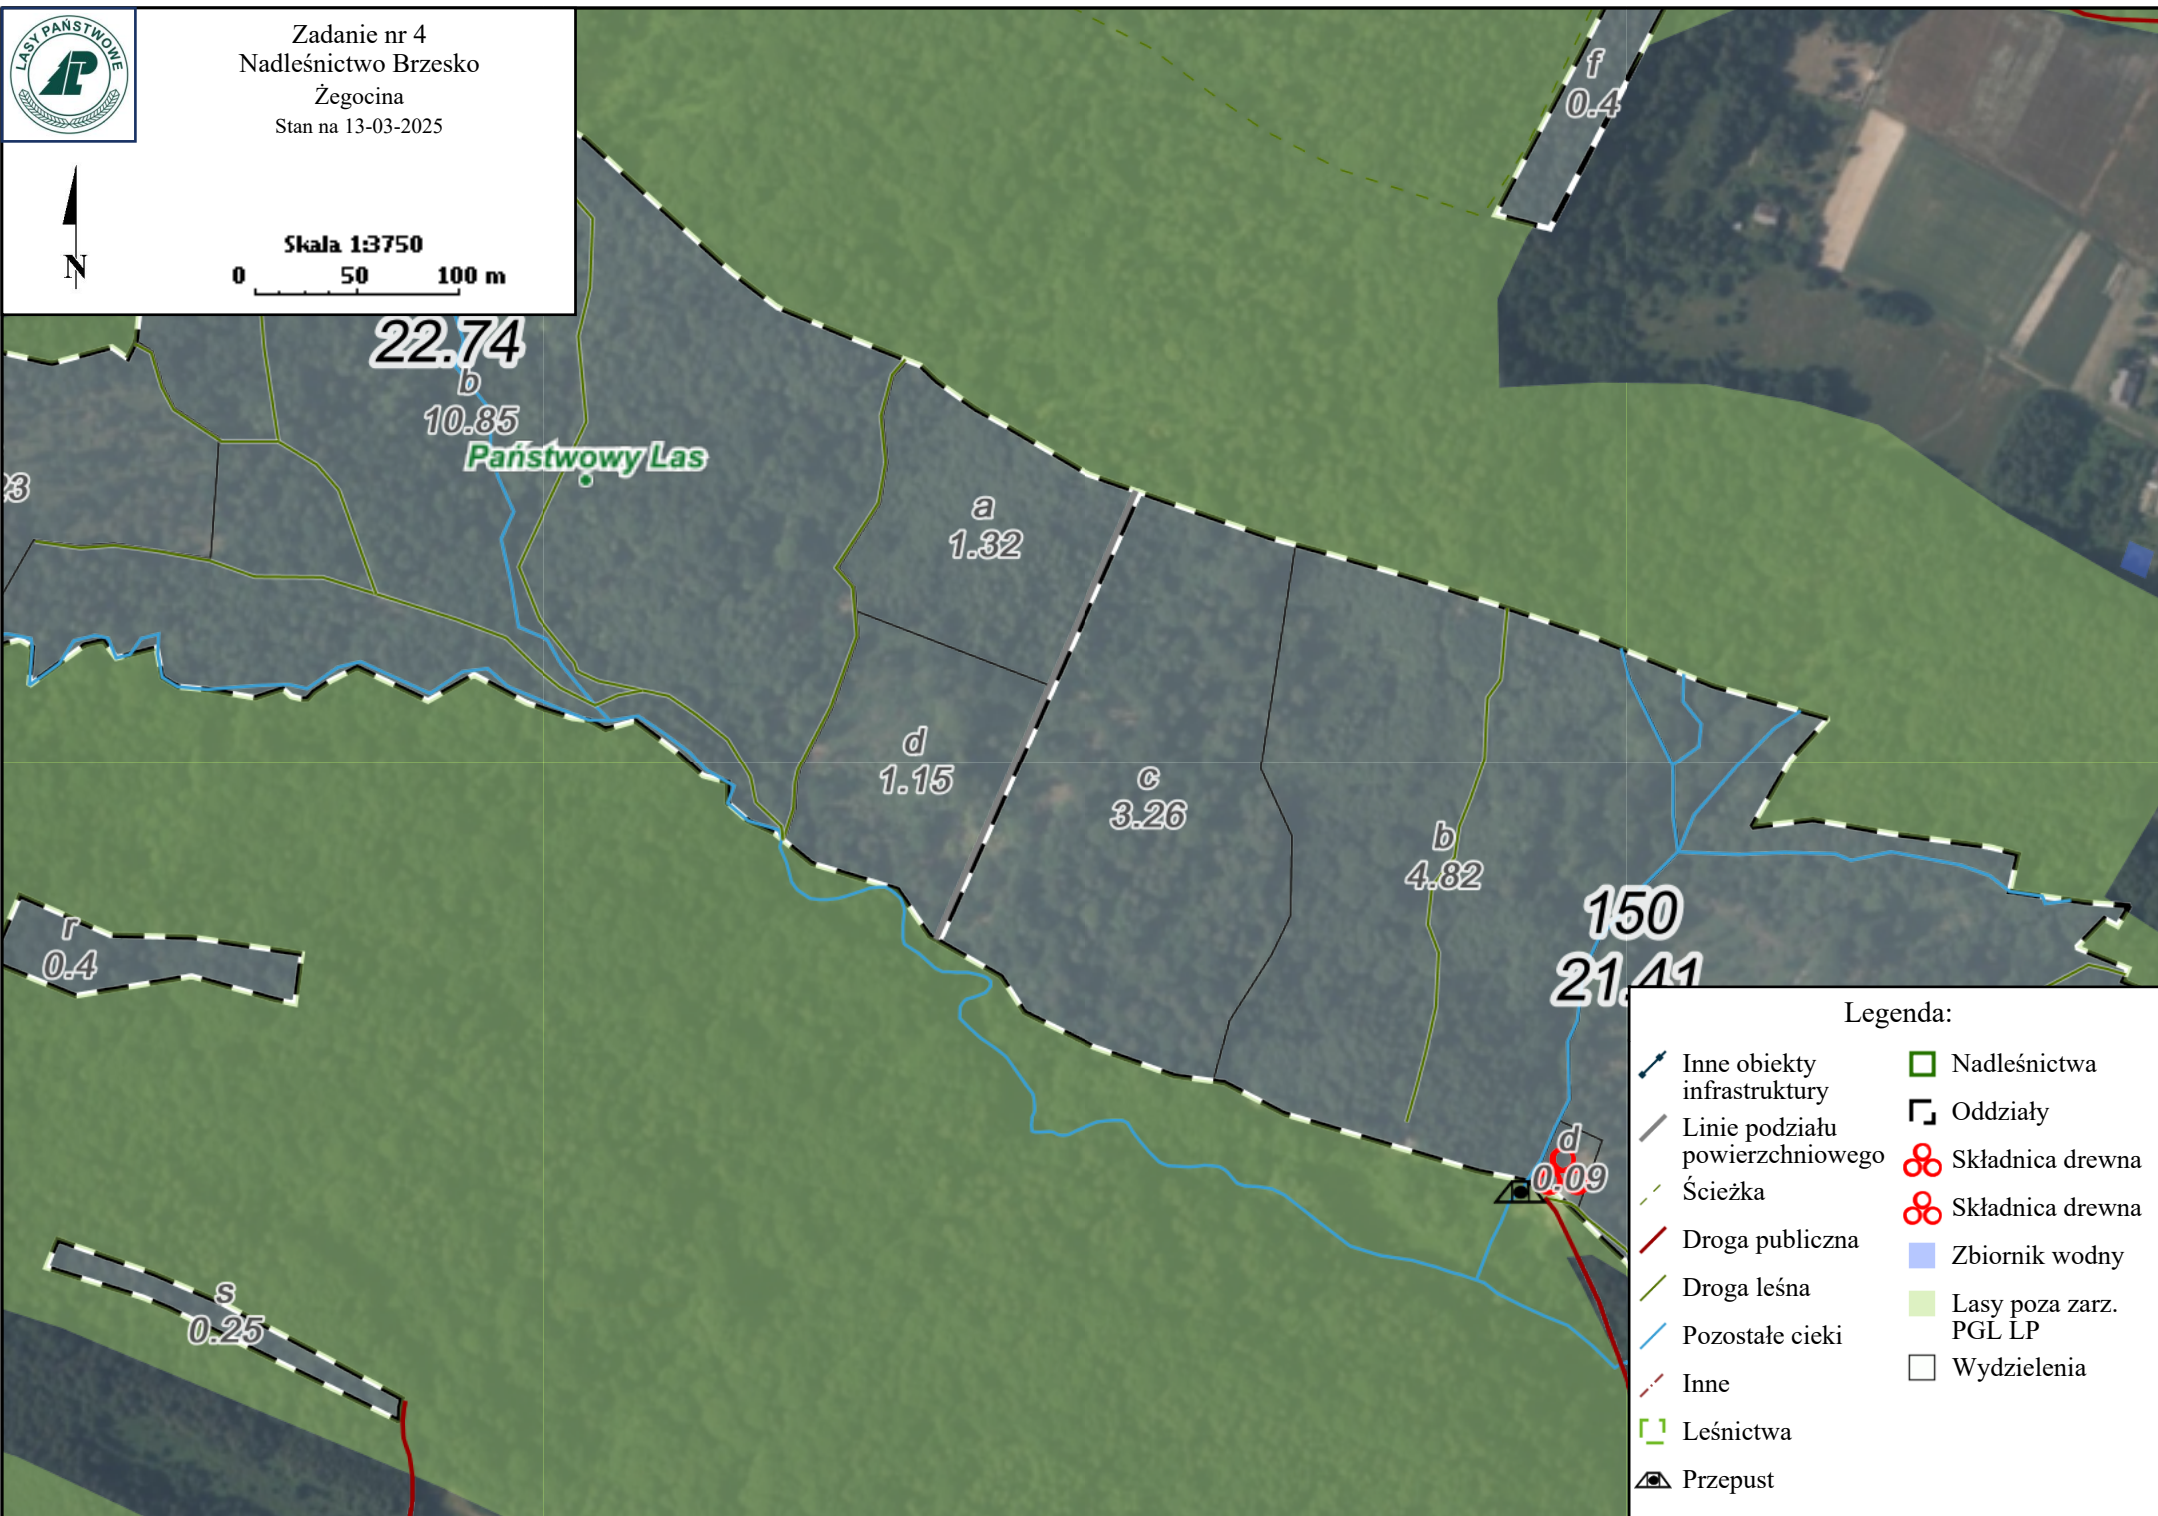 LASY PAŃSTWOWE
Zadanie nr 4
Nadleśnictwo Brzesko
Żegocina
Stan na 13-03-2025
N
Skala 1:3750
0 50 100 m
f
0.4
22.74
b
10.85
Państwowy Las
23
a
1.32
d
1.15
c
3.26
b
4.82
150
21.41
r
0.4
d
0.09
s
0.25
Legenda:
Inne obiekty
infrastruktury
Linie podziału
powierzchniowego
Ścieżka
Droga publiczna
Droga leśna
Pozostałe cieki
Inne
Leśnictwa
Przepust
Nadleśnictwa
Oddziały
Składnica drewna
Składnica drewna
Zbiornik wodny
Lasy poza zarz.
PGL LP
Wydzielenia